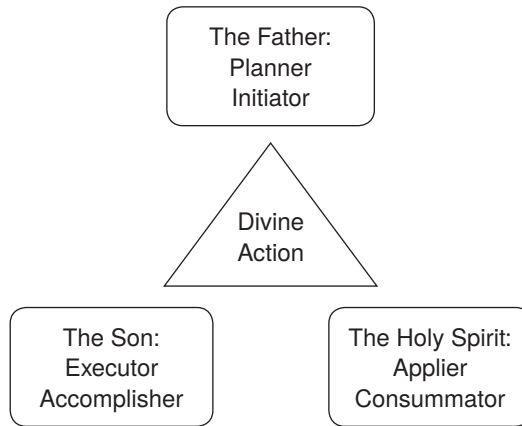 The Father:
Planner
Initiator
Divine
Action
The Son:
Executor
Accomplisher
The Holy Spirit:
Applier
Consummator